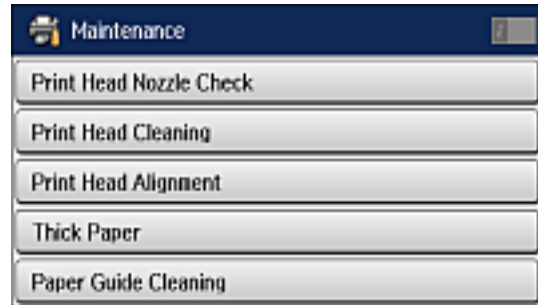 Maintenance
Print Head Nozzle Check
Print Head Cleaning
Print Head Alignment
Thick Paper
Paper Guide Cleaning